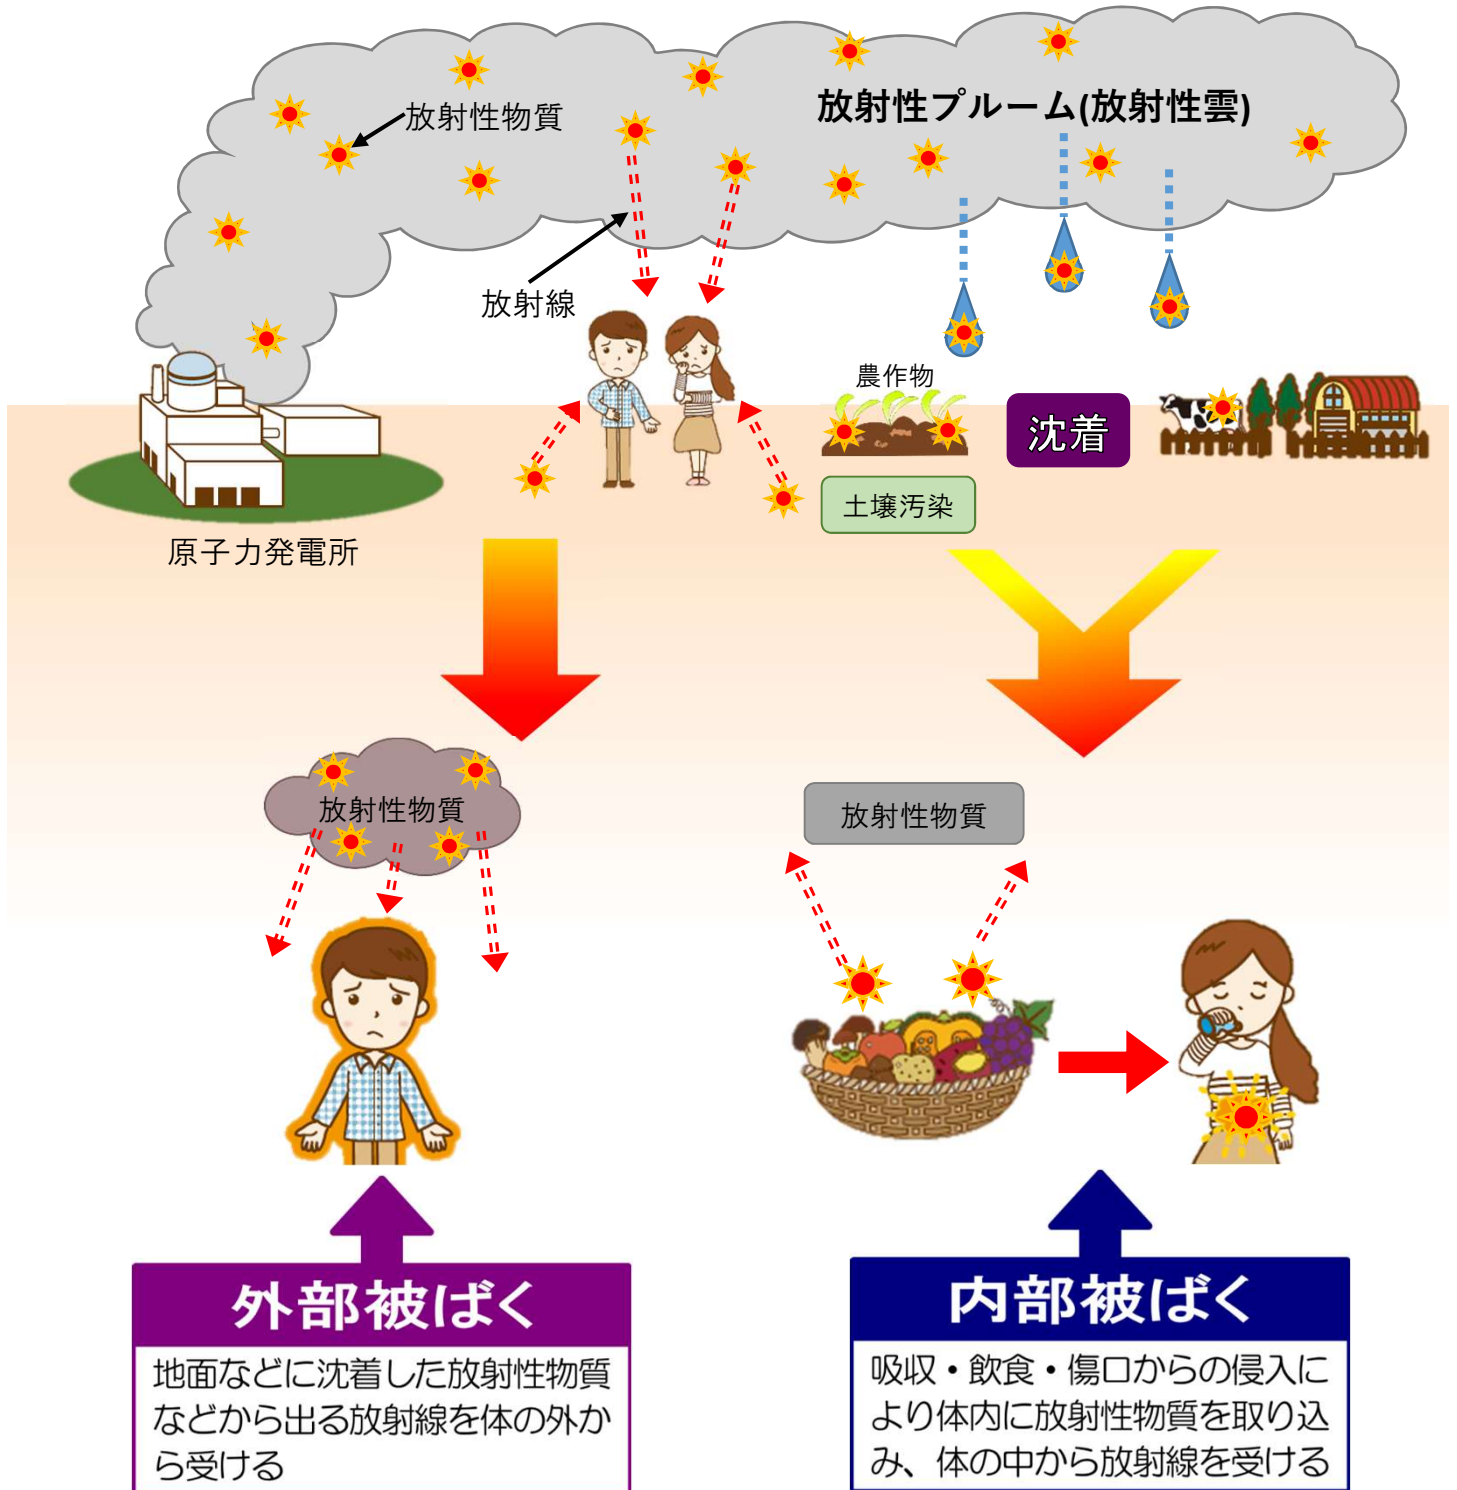 放射性プルーム(放射性雲)
放射性物質
放射線
農作物
沈着
土壌汚染
原子力発電所
放射性物質
放射性物質
外部被ばく
地面などに沈着した放射性物質
などから出る放射線を体の外か
ら受ける
内部被ばく
吸収・飲食・傷口からの侵入に
より体内に放射性物質を取り込
み、体の中から放射線を受ける